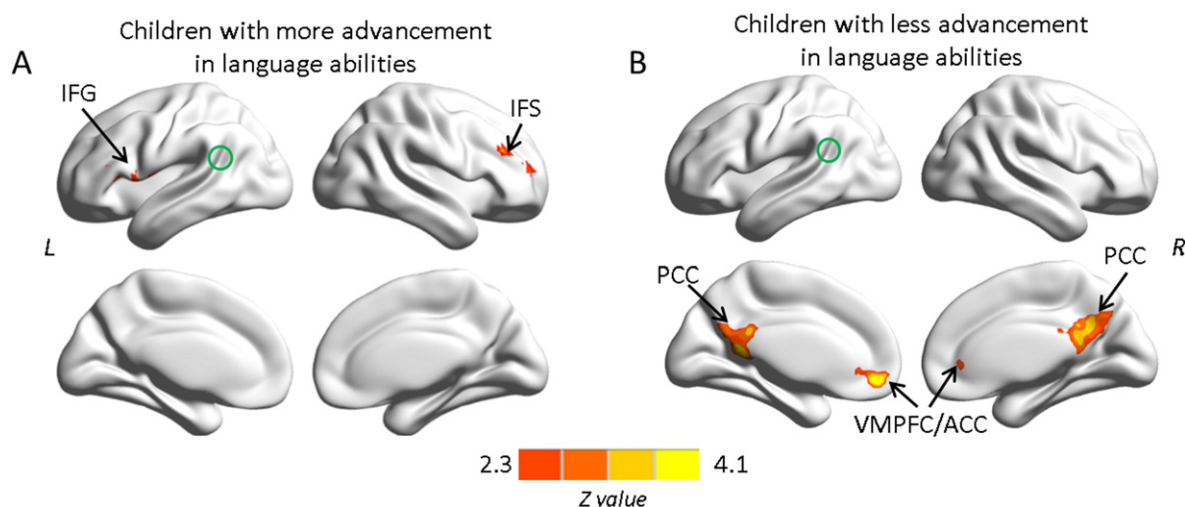 A
Children with more advancement
in language abilities
IFG
IFS
L
B
Children with less advancement
in language abilities
R
PCC
PCC
VMPFC/ACC
2.3
4.1
Z value